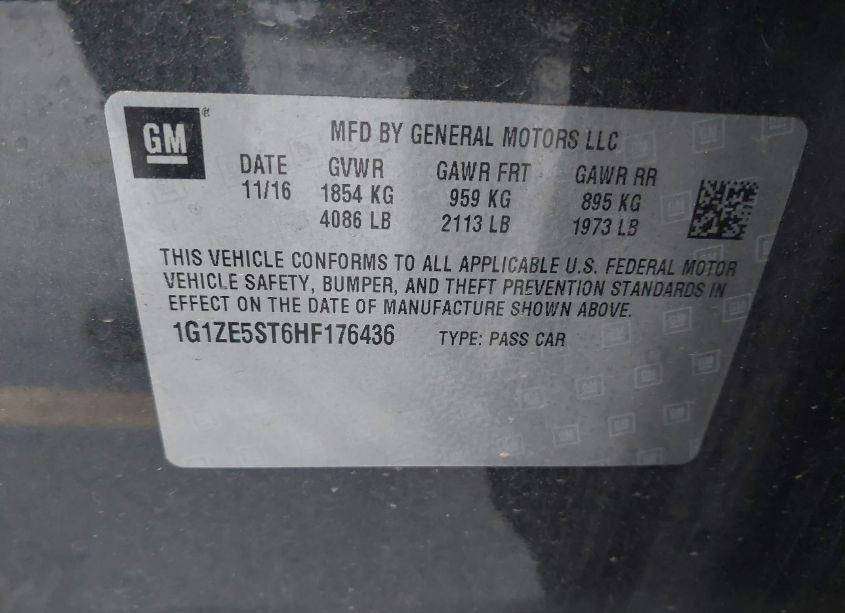 GM
MFD BY GENERAL MOTORS LLC
DATE GVWR GAWR FRT GAWR RR
11/16 1854 KG 959 KG 895 KG
4086 LB 2113 LB 1973 LB
THIS VEHICLE CONFORMS TO ALL APPLICABLE U.S. FEDERAL MOTOR
VEHICLE SAFETY, BUMPER, AND THEFT PREVENTION STANDARDS IN
EFFECT ON THE DATE OF MANUFACTURE SHOWN ABOVE.
1G1ZE5ST6HF176436 TYPE: PASS CAR